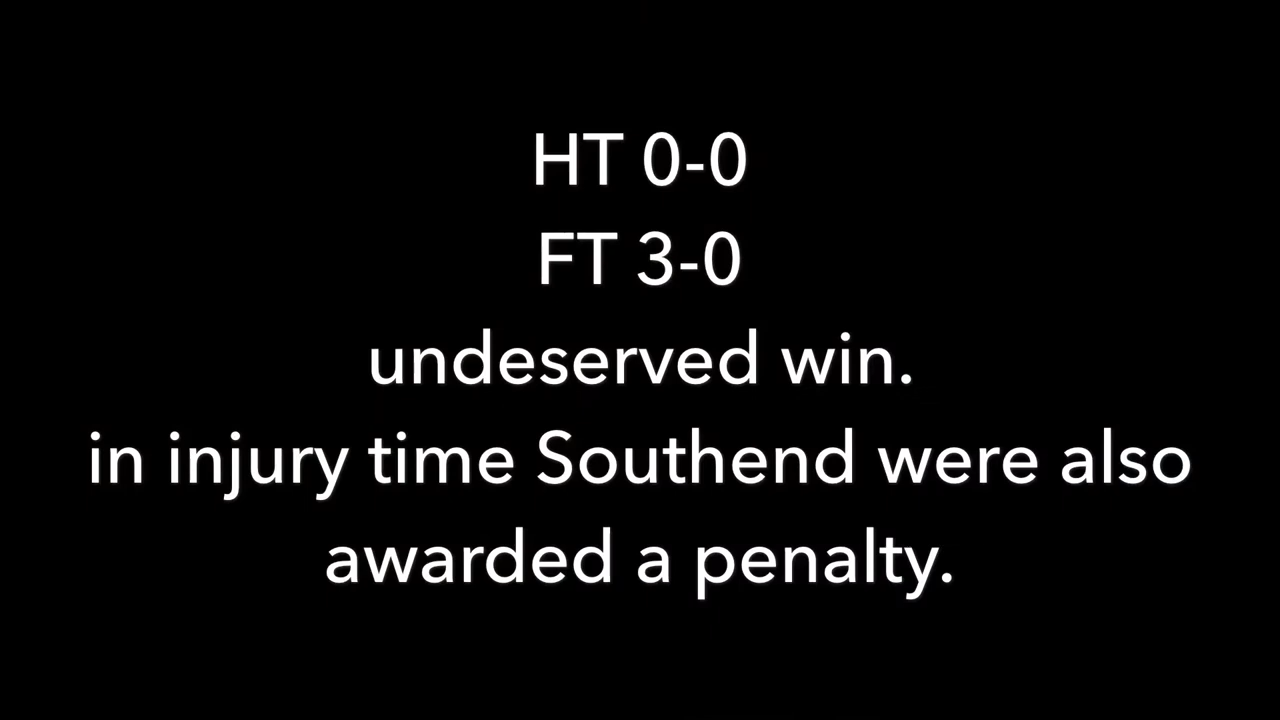 HT 0-0
FT 3-0
undeserved win.
in injury time Southend were also
awarded a penalty.